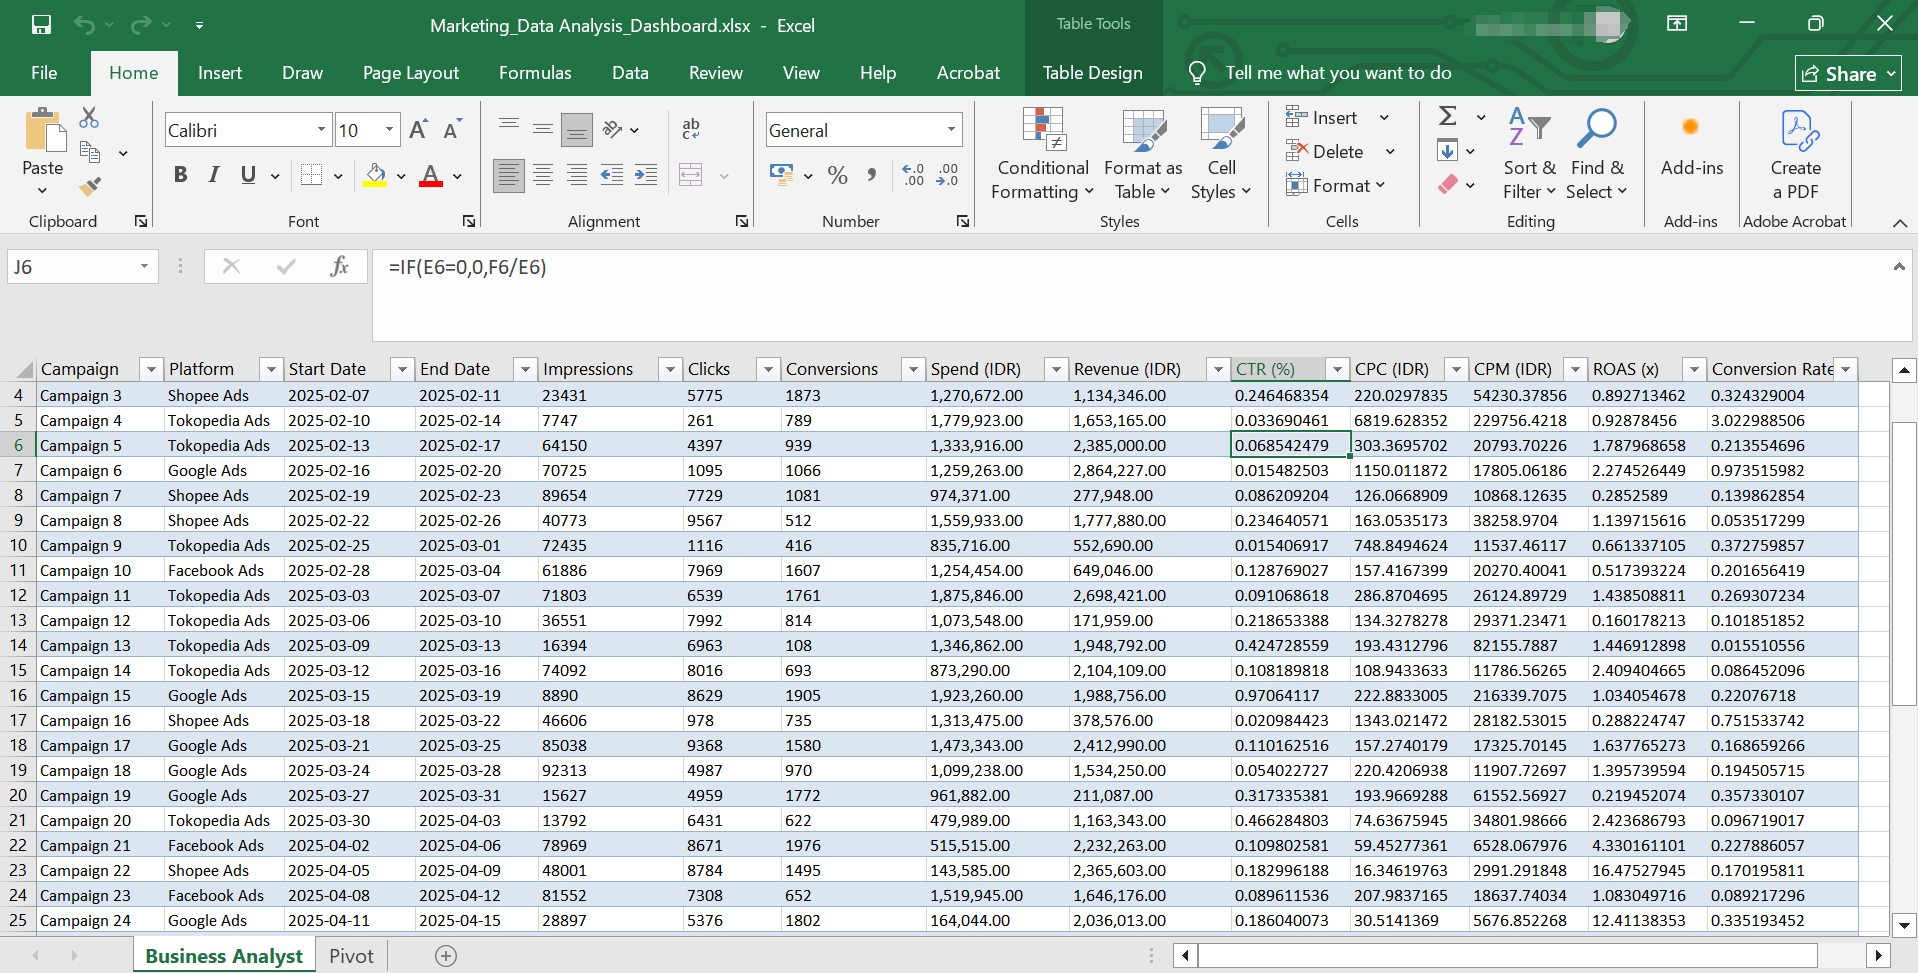 Marketing_Data Analysis_Dashboard.xlsx - Excel
Table Tools
File Home Insert Draw Page Layout Formulas Data Review View Help Acrobat Table Design Tell me what you want to do Share
Paste
Clipboard
Calibri 10
B I U
Font
Alignment
General
Number
Conditional Formatting
Format as Table
Cell Styles
Styles
Insert
Delete
Format
Cells
Sort & Filter
Find & Select
Editing
Add-ins
Add-ins
Create a PDF
Adobe Acrobat
J6 fx =IF(E6=0,0,F6/E6)
Campaign Platform Start Date End Date Impressions Clicks Conversions Spend (IDR) Revenue (IDR) CTR (%) CPC (IDR) CPM (IDR) ROAS (x) Conversion Rate
4 Campaign 3 Shopee Ads 2025-02-07 2025-02-11 23431 5775 1873 1,270,672.00 1,134,346.00 0.246468354 220.0297835 54230.37856 0.892713462 0.324329004
5 Campaign 4 Tokopedia Ads 2025-02-10 2025-02-14 7747 261 789 1,779,923.00 1,653,165.00 0.033690461 6819.628352 229756.4218 0.92878456 3.022988506
6 Campaign 5 Tokopedia Ads 2025-02-13 2025-02-17 64150 4397 939 1,333,916.00 2,385,000.00 0.068542479 303.3695702 20793.70226 1.787968658 0.213554696
7 Campaign 6 Google Ads 2025-02-16 2025-02-20 70725 1095 1066 1,259,263.00 2,864,227.00 0.015482503 1150.011872 17805.06186 2.274526449 0.973515982
8 Campaign 7 Shopee Ads 2025-02-19 2025-02-23 89654 7729 1081 974,371.00 277,948.00 0.086209204 126.0668909 10868.12635 0.2852589 0.139862854
9 Campaign 8 Shopee Ads 2025-02-22 2025-02-26 40773 9567 512 1,559,933.00 1,777,880.00 0.234640571 163.0535173 38258.9704 1.139715616 0.053517299
10 Campaign 9 Tokopedia Ads 2025-02-25 2025-03-01 72435 1116 416 835,716.00 552,690.00 0.015406917 748.8494624 11537.46117 0.661337105 0.372759857
11 Campaign 10 Facebook Ads 2025-02-28 2025-03-04 61886 7969 1607 1,254,454.00 649,046.00 0.128769027 157.4167399 20270.40041 0.517393224 0.201656419
12 Campaign 11 Tokopedia Ads 2025-03-03 2025-03-07 71803 6539 1761 1,875,846.00 2,698,421.00 0.091068618 286.8704695 26124.89729 1.438508811 0.269307234
13 Campaign 12 Tokopedia Ads 2025-03-06 2025-03-10 36551 7992 814 1,073,548.00 171,959.00 0.218653388 134.3278278 29371.23471 0.160178213 0.101851852
14 Campaign 13 Tokopedia Ads 2025-03-09 2025-03-13 16394 6963 108 1,346,862.00 1,948,792.00 0.424728559 193.4312796 82155.7887 1.446912898 0.015510556
15 Campaign 14 Tokopedia Ads 2025-03-12 2025-03-16 74092 8016 693 873,290.00 2,104,109.00 0.108189818 108.9433633 11786.56265 2.409404665 0.086452096
16 Campaign 15 Google Ads 2025-03-15 2025-03-19 8890 8629 1905 1,923,260.00 1,988,756.00 0.97064117 222.8833005 216339.7075 1.034054678 0.22076718
17 Campaign 16 Shopee Ads 2025-03-18 2025-03-22 46606 978 735 1,313,475.00 378,576.00 0.020984423 1343.021472 28182.53015 0.288224747 0.751533742
18 Campaign 17 Google Ads 2025-03-21 2025-03-25 85038 9368 1580 1,473,343.00 2,412,990.00 0.110162516 157.2740179 17325.70145 1.637765273 0.168659266
19 Campaign 18 Google Ads 2025-03-24 2025-03-28 92313 4987 970 1,099,238.00 1,534,250.00 0.054022727 220.4206938 11907.72697 1.395739594 0.194505715
20 Campaign 19 Google Ads 2025-03-27 2025-03-31 15627 4959 1772 961,882.00 211,087.00 0.317335381 193.9669288 61552.56927 0.219452074 0.357330107
21 Campaign 20 Tokopedia Ads 2025-03-30 2025-04-03 13792 6431 622 479,989.00 1,163,343.00 0.466284803 74.63675945 34801.98666 2.423686793 0.096719017
22 Campaign 21 Facebook Ads 2025-04-02 2025-04-06 78969 8671 1976 515,515.00 2,232,263.00 0.109802581 59.45277361 6528.067976 4.330161101 0.227886057
23 Campaign 22 Shopee Ads 2025-04-05 2025-04-09 48001 8784 1495 143,585.00 2,365,603.00 0.182996188 16.34619763 2991.291848 16.47527945 0.170195811
24 Campaign 23 Facebook Ads 2025-04-08 2025-04-12 81552 7308 652 1,519,945.00 1,646,176.00 0.089611536 207.9837165 18637.74034 1.083049716 0.089217296
25 Campaign 24 Google Ads 2025-04-11 2025-04-15 28897 5376 1802 164,044.00 2,036,013.00 0.186040073 30.5141369 5676.852268 12.41138353 0.335193452
Business Analyst Pivot